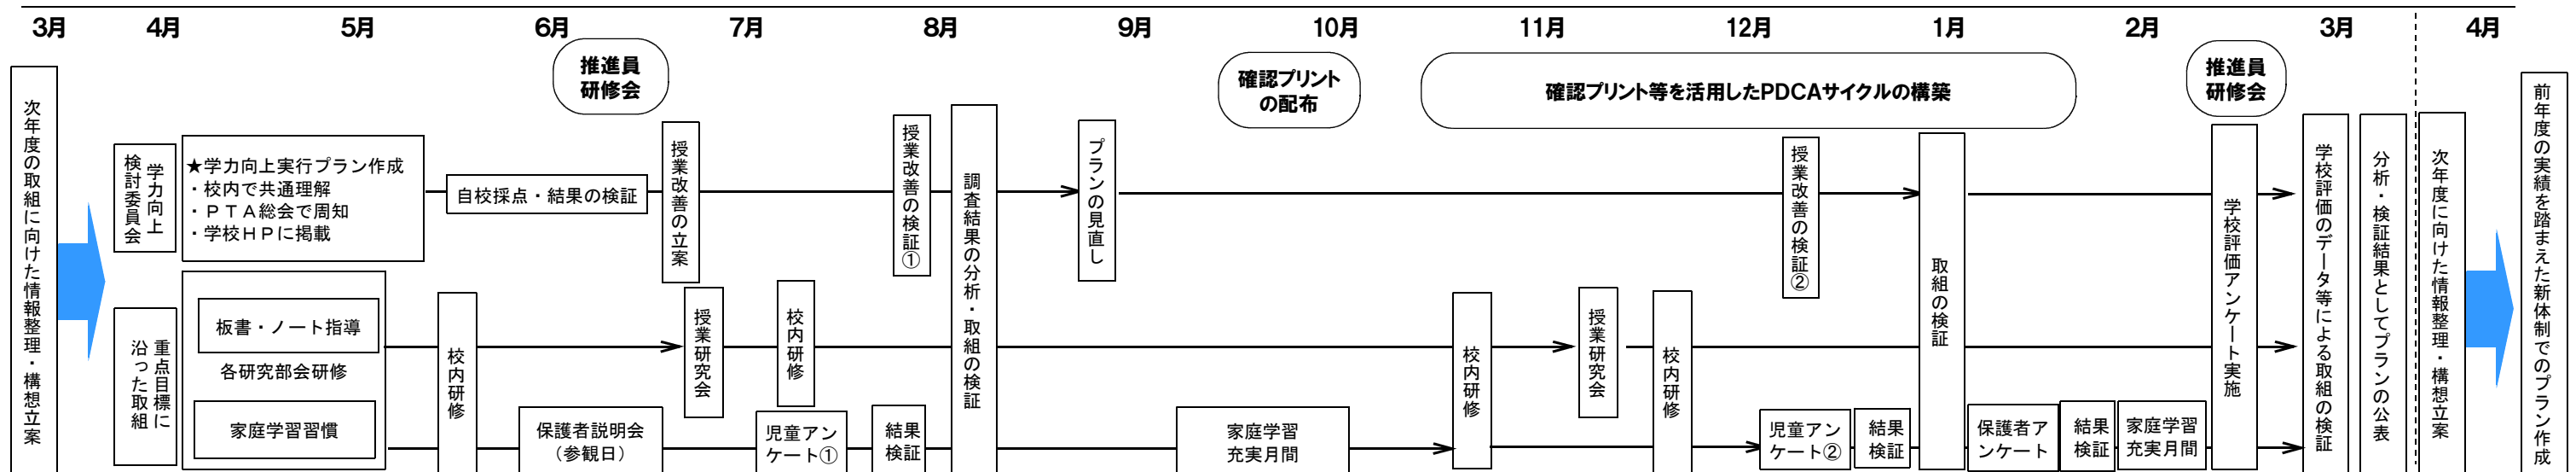 3月
4月
5月
6月
7月
8月
9月
10月
11月
12月
1月
2月
3月
4月
推進員
研修会
確認プリント
の配布
確認プリント等を活用したPDCAサイクルの構築
推進員
研修会
次年度の取組に向けた情報整理・構想立案
学力向上
検討委員会
★学力向上実行プラン作成
・校内で共通理解
・ＰＴＡ総会で周知
・学校ＨＰに掲載
自校採点・結果の検証
授業改善の立案
授業改善の検証①
調査結果の分析・取組の検証
プランの見直し
授業改善の検証②
取組の検証
学校評価アンケート実施
学校評価のデータ等による取組の検証
分析・検証結果としてプランの公表
次年度に向けた情報整理・構想立案
前年度の実績を踏まえた新体制でのプラン作成
重点目標に
沿った取組
板書・ノート指導
各研究部会研修
家庭学習習慣
校内研修
保護者説明会
（参観日）
授業研究会
校内研修
児童アン
ケート①
結果
検証
家庭学習
充実月間
校内研修
授業研究会
校内研修
児童アン
ケート②
結果
検証
保護者ア
ンケート
結果
検証
家庭学習
充実月間